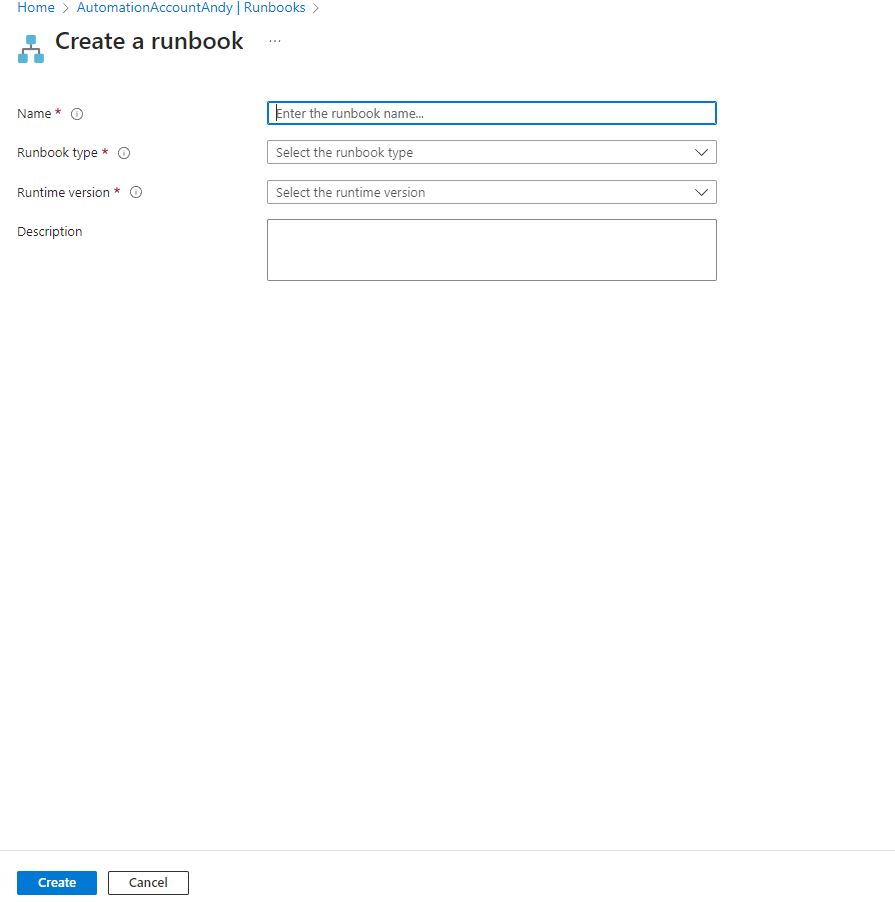 Home > AutomationAccountAndy | Runbooks >
Create a runbook ...
Name * Enter the runbook name...
Runbook type * Select the runbook type
Runtime version * Select the runtime version
Description
Create Cancel